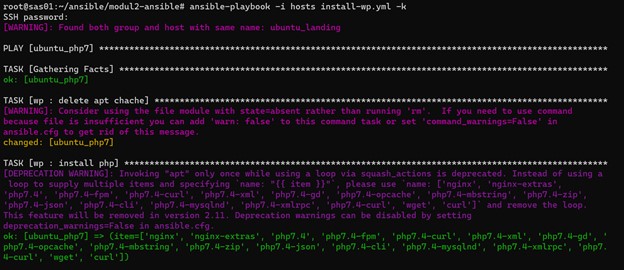 root@sas01:~/ansible/modul2-ansible# ansible-playbook -i hosts install-wp.yml -k
SSH password:
[WARNING]: Found both group and host with same name: ubuntu_landing
PLAY [ubuntu_php7] *********************************************************************************************
TASK [Gathering Facts] *****************************************************************************************
ok: [ubuntu_php7]
TASK [wp : delete apt chache] **********************************************************************************
[WARNING]: Consider using the file module with state=absent rather than running 'rm'.  If you need to use command
because file is insufficient you can add 'warn: false' to this command task or set 'command_warnings=False' in
ansible.cfg to get rid of this message.
changed: [ubuntu_php7]
TASK [wp : install php] ****************************************************************************************
[DEPRECATION WARNING]: Invoking "apt" only once while using a loop via squash_actions is deprecated. Instead of using a
 loop to supply multiple items and specifying `name: "{{ item }}"`, please use `name: ['nginx', 'nginx-extras',
'php7.4', 'php7.4-fpm', 'php7.4-curl', 'php7.4-xml', 'php7.4-gd', 'php7.4-opcache', 'php7.4-mbstring', 'php7.4-zip',
'php7.4-json', 'php7.4-cli', 'php7.4-mysqlnd', 'php7.4-xmlrpc', 'php7.4-curl', 'wget', 'curl']` and remove the loop.
This feature will be removed in version 2.11. Deprecation warnings can be disabled by setting
deprecation_warnings=False in ansible.cfg.
ok: [ubuntu_php7] => (item=['nginx', 'nginx-extras', 'php7.4', 'php7.4-fpm', 'php7.4-curl', 'php7.4-xml', 'php7.4-gd', '
php7.4-opcache', 'php7.4-mbstring', 'php7.4-zip', 'php7.4-json', 'php7.4-cli', 'php7.4-mysqlnd', 'php7.4-xmlrpc', 'php7.
4-curl', 'wget', 'curl'])